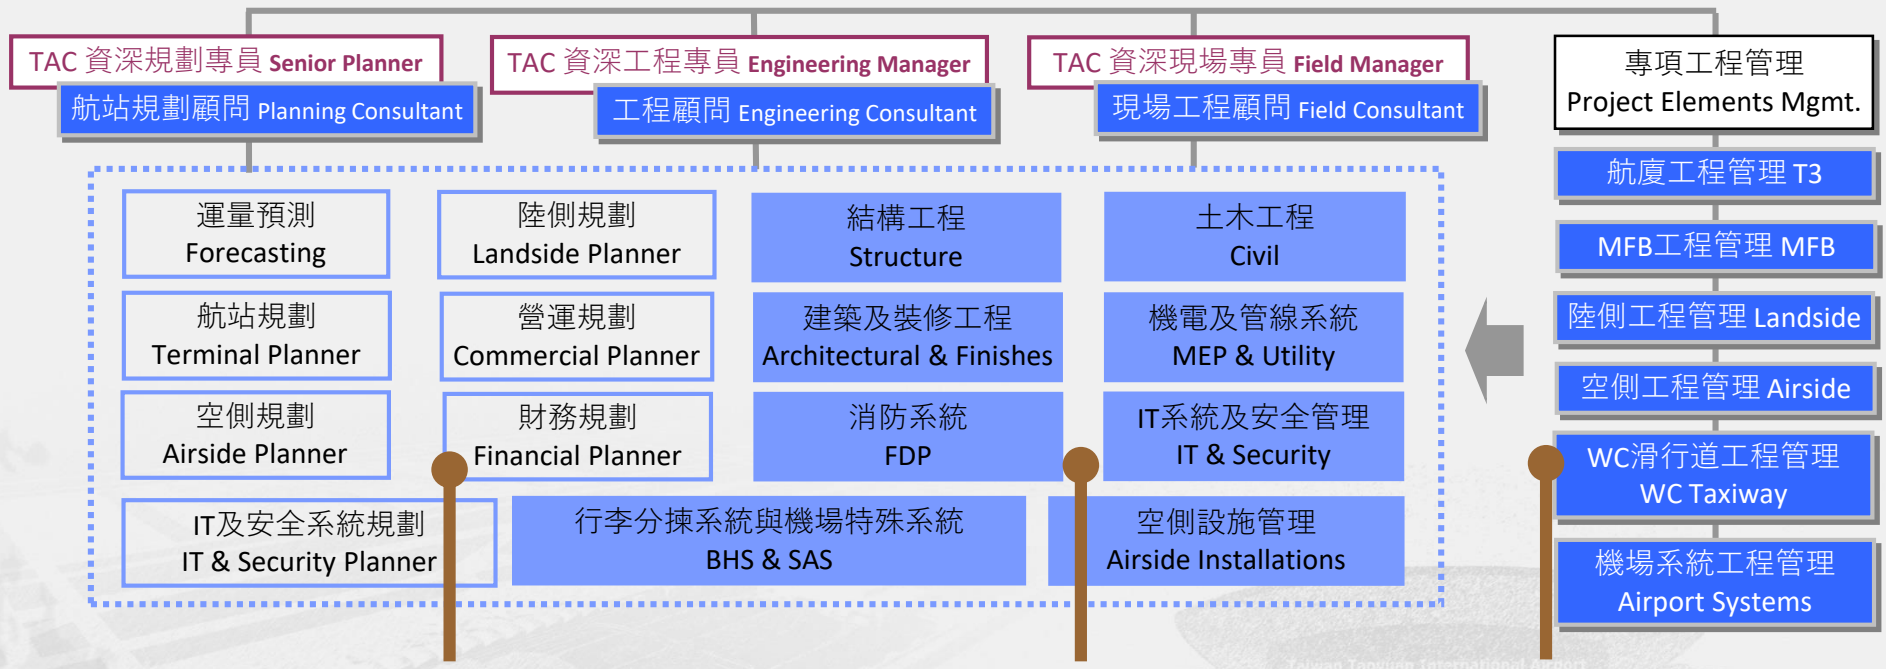 TAC 資深規劃專員 Senior Planner
航站規劃顧問 Planning Consultant
TAC 資深工程專員 Engineering Manager
工程顧問 Engineering Consultant
TAC 資深現場專員 Field Manager
現場工程顧問 Field Consultant
專項工程管理
Project Elements Mgmt.
航廈工程管理 T3
MFB工程管理 MFB
陸側工程管理 Landside
空側工程管理 Airside
WC滑行道工程管理
WC Taxiway
機場系統工程管理
Airport Systems
運量預測
Forecasting
陸側規劃
Landside Planner
結構工程
Structure
土木工程
Civil
航站規劃
Terminal Planner
營運規劃
Commercial Planner
建築及裝修工程
Architectural & Finishes
機電及管線系統
MEP & Utility
空側規劃
Airside Planner
財務規劃
Financial Planner
消防系統
FDP
IT系統及安全管理
IT & Security
IT及安全系統規劃
IT & Security Planner
行李分揀系統與機場特殊系統
BHS & SAS
空側設施管理
Airside Installations
Taiwan Taoyuan International Airport